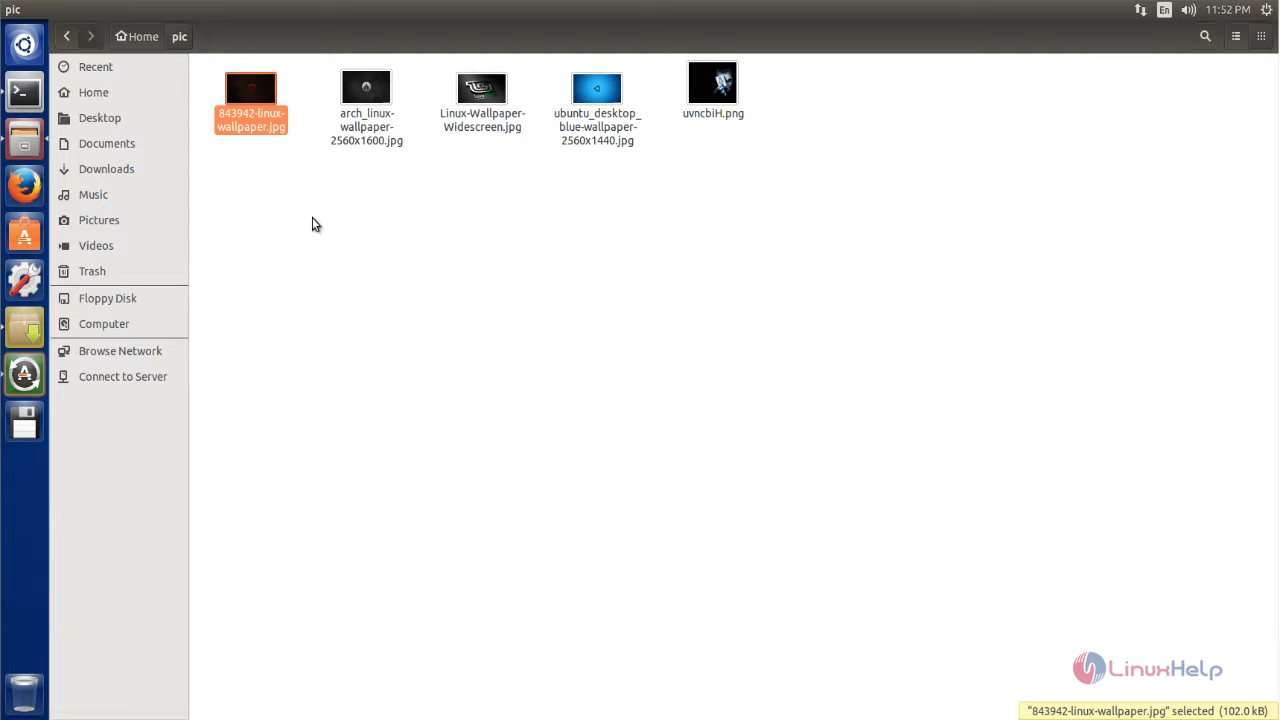 pic
En
11:52 PM
Home
pic
Recent
Home
Desktop
Documents
Downloads
Music
Pictures
Videos
Trash
Floppy Disk
Computer
Browse Network
Connect to Server
843942-linux-
wallpaper.jpg
arch_linux-
wallpaper-
2560x1600.jpg
Linux-Wallpaper-
Widescreen.jpg
ubuntu_desktop_
blue-wallpaper-
2560x1440.jpg
uvncbiH.png
LinuxHelp
"843942-linux-wallpaper.jpg" selected (102.0 kB)